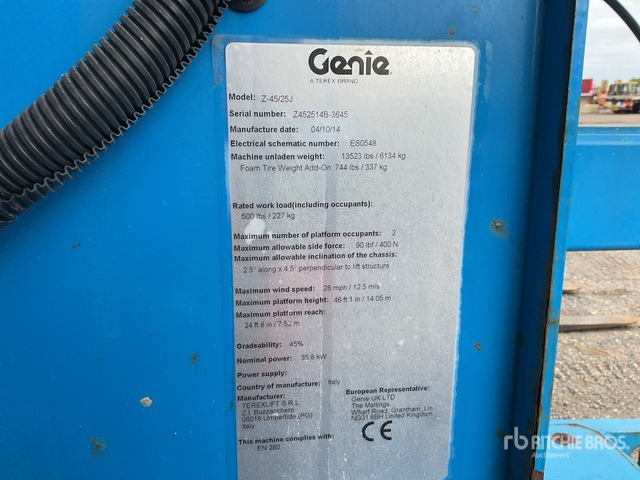 Genie
A TEREX BRAND
Model: Z-45/25J
Serial number: Z452514B-3645
Manufacture date: 04/10/14
Electrical schematic number: ES0548
Machine unladen weight: 13523 lbs / 6134 kg
Foam Tire Weight Add-On 744 lbs / 337 kg
Rated work load(including occupants):
500 lbs / 227 kg
Maximum number of platform occupants: 2
Maximum allowable side force: 90 lbf / 400 N
Maximum allowable inclination of the chassis:
2.5° along x 4.5° perpendicular to lift structure
Maximum wind speed: 28 mph / 12.5 m/s
Maximum platform height: 46 ft 1 in / 14.05 m
Maximum platform reach:
24 ft 8 in / 7.52 m
Gradeability: 45%
Nominal power: 35.8 kW
Power supply:
Country of manufacture: Italy
Manufacturer:
TEREXLIFT S.R.L.
Z.I. Buzzacchero
06019 Umbertide (PG)
Italy
European Representative:
Genie UK LTD
The Maltings
Wharf Road, Grantham, Lin
NG31 6BH United Kingdom
This machine complies with:
EN 280
CE
rb RITCHIE BROS.
Auctioneers